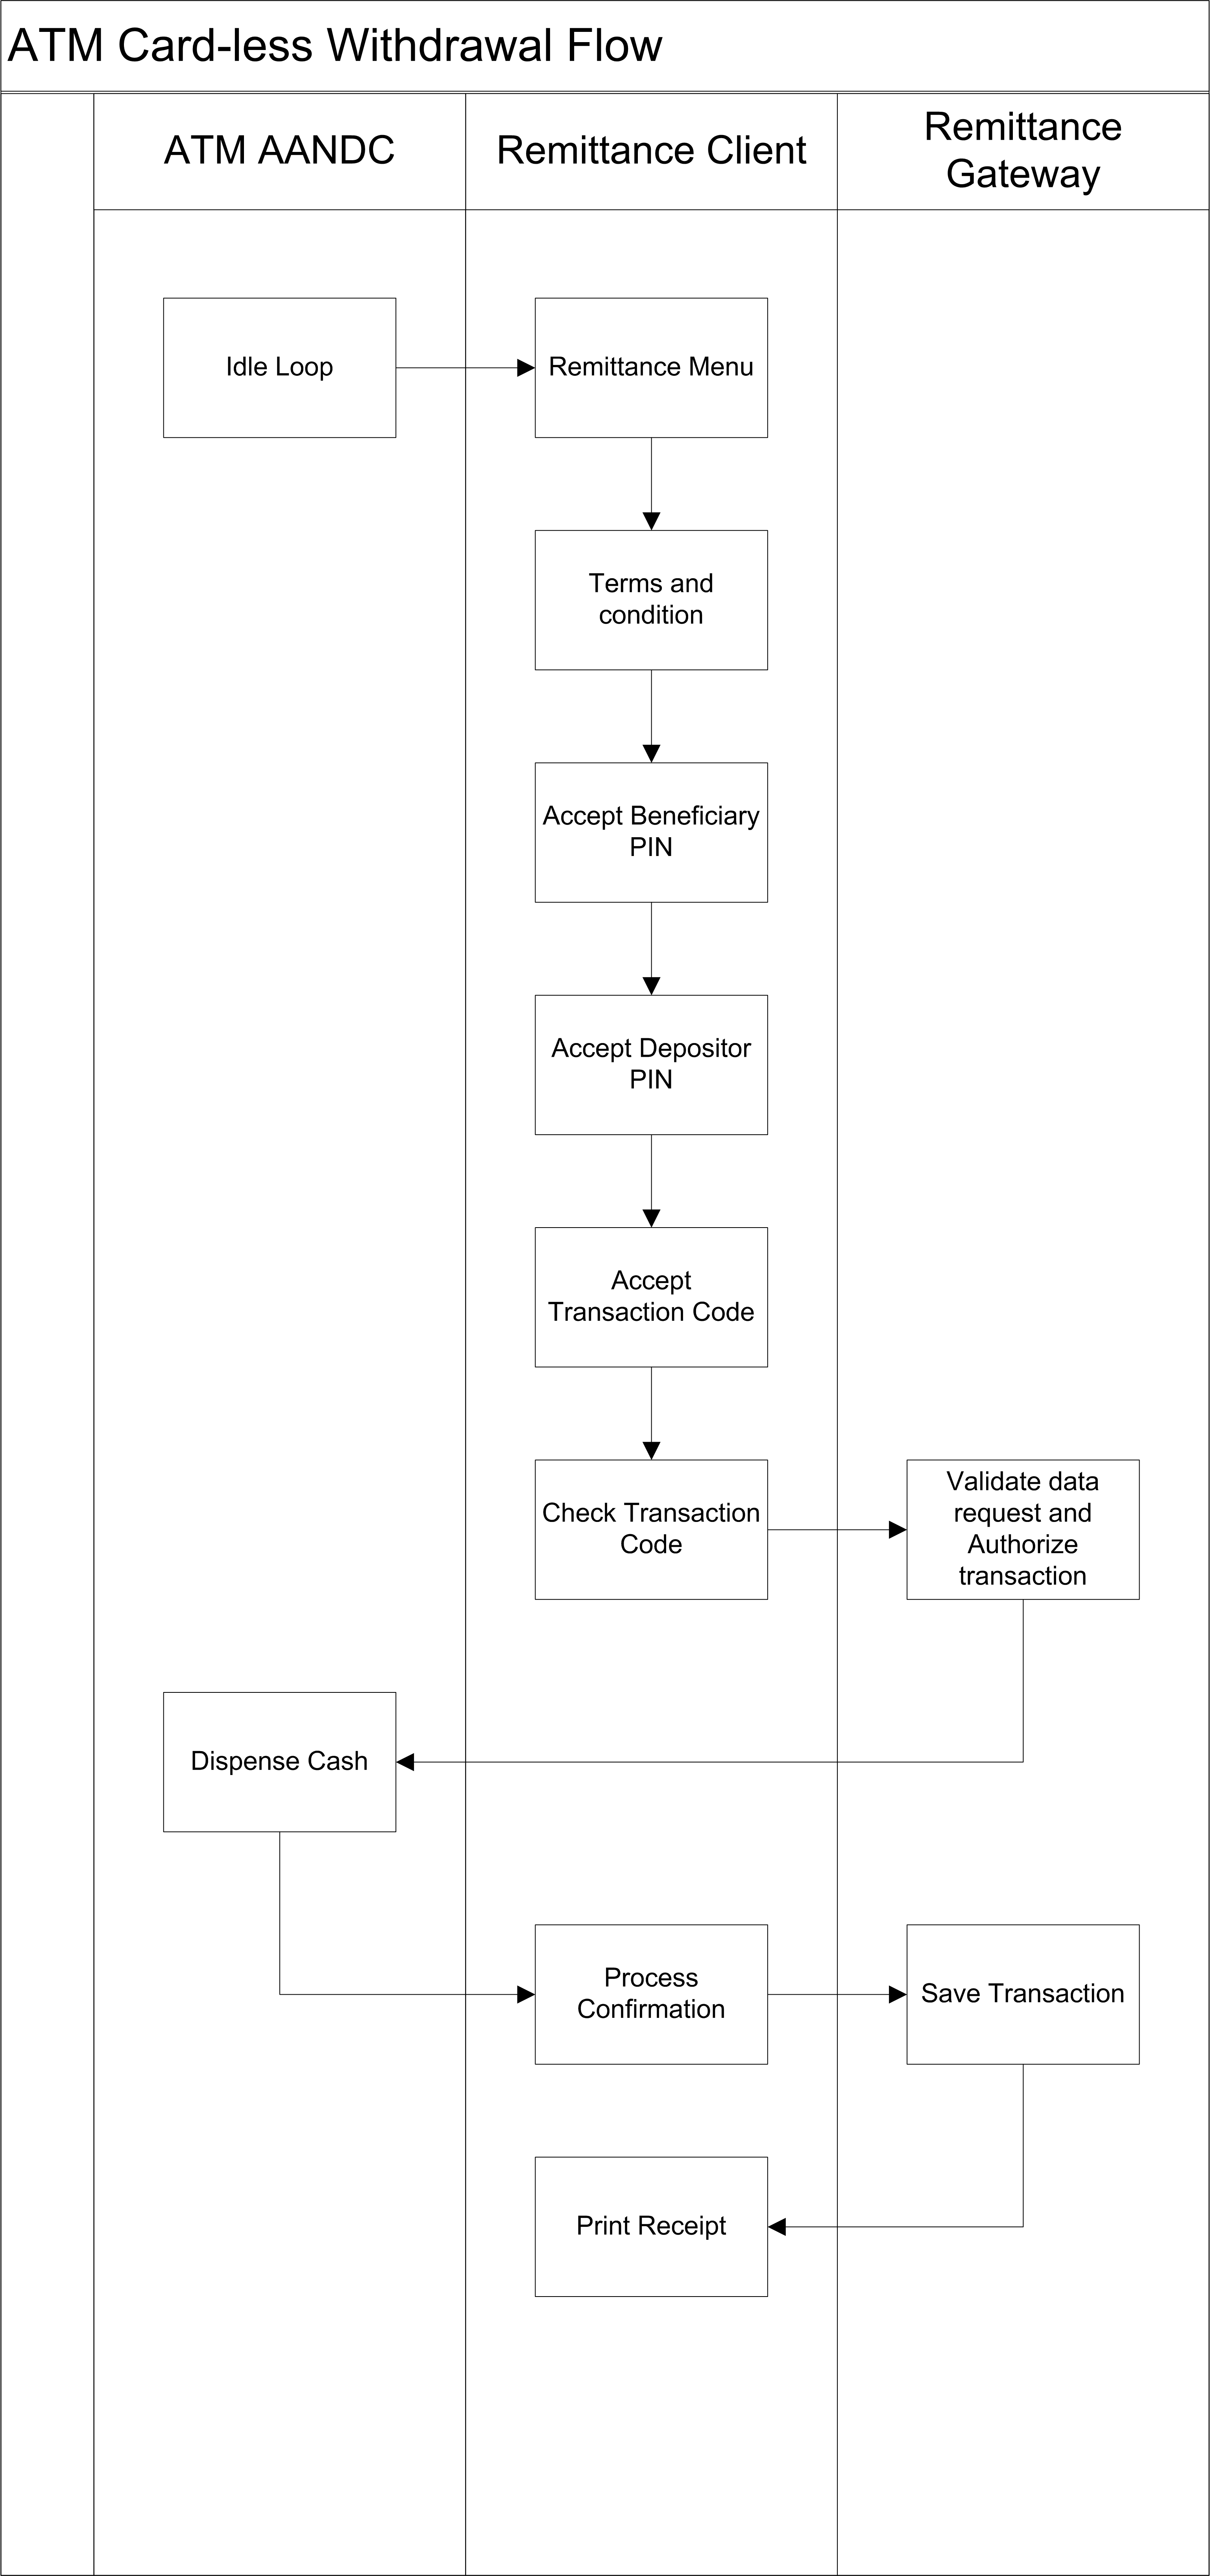 ATM Card-less Withdrawal Flow
ATM AANDC
Remittance Client
Remittance
Gateway
Idle Loop
Remittance Menu
Terms and
condition
Accept Beneficiary
PIN
Accept Depositor
PIN
Accept
Transaction Code
Check Transaction
Code
Validate data
request and
Authorize
transaction
Dispense Cash
Process
Confirmation
Save Transaction
Print Receipt